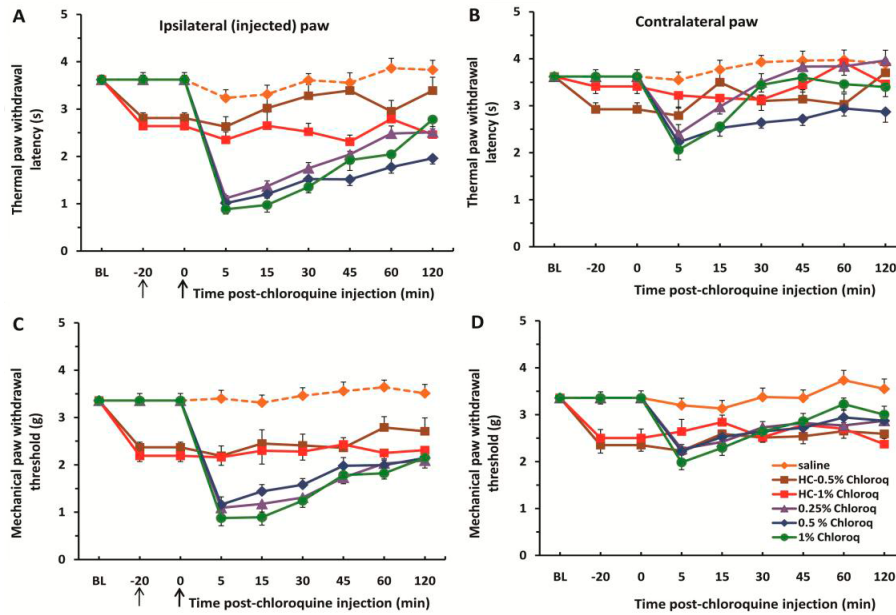 A
Ipsilateral (injected) paw
Thermal paw withdrawal
latency (s)
5
4
3
2
1
0
BL -20 0 5 15 30 45 60 120
Time post-chloroquine injection (min)
B
Contralateral paw
Thermal paw withdrawal
latency (s)
5
4
3
2
1
0
BL -20 0 5 15 30 45 60 120
Time post-chloroquine injection (min)
C
Mechanical paw withdrawal
threshold (g)
5
4
3
2
1
0
BL -20 0 5 15 30 45 60 120
Time post-chloroquine injection (min)
D
Mechanical paw withdrawal
threshold (g)
5
4
3
2
1
0
saline
HC-0.5% Chloroq
HC-1% Chloroq
0.25% Chloroq
0.5 % Chloroq
1% Chloroq
BL -20 0 5 15 30 45 60 120
Time post-chloroquine injection (min)